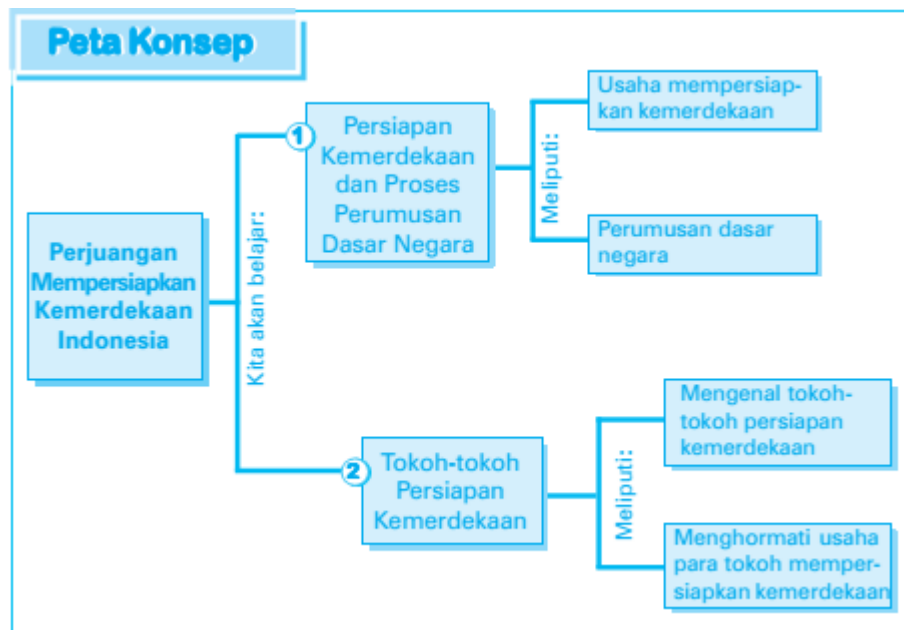 Peta Konsep
Perjuangan
Mempersiapkan
Kemerdekaan
Indonesia
Kita akan belajar:
1
Persiapan
Kemerdekaan
dan Proses
Perumusan
Dasar Negara
Meliputi:
Usaha mempersiap-
kan kemerdekaan
Perumusan dasar
negara
2
Tokoh-tokoh
Persiapan
Kemerdekaan
Meliputi:
Mengenal tokoh-
tokoh persiapan
kemerdekaan
Menghormati usaha
para tokoh memper-
siapkan kemerdekaan